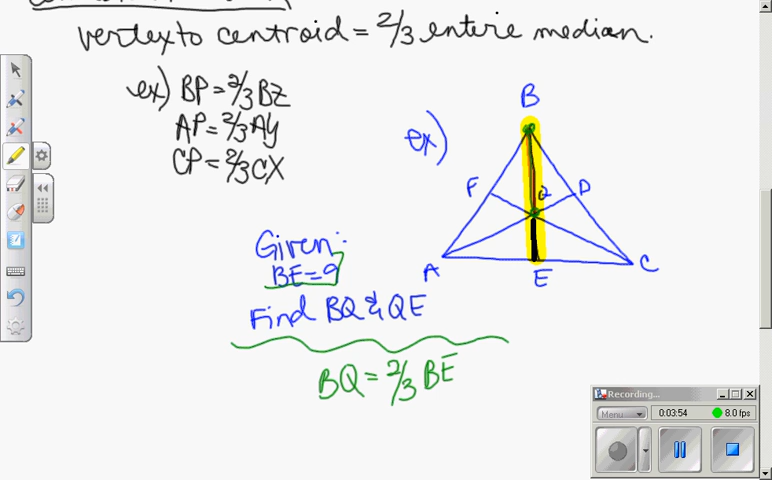 vertex to centroid = 2/3 entire median.
ex) BP = 2/3 BZ
AP = 2/3 AY
CP = 2/3 CX
ex)
B
F
Q
D
A
E
C
Given:
BE = 9
Find BQ & QE
BQ = 2/3 BE
Recording...
Menu
0:03:54
8.0 fps